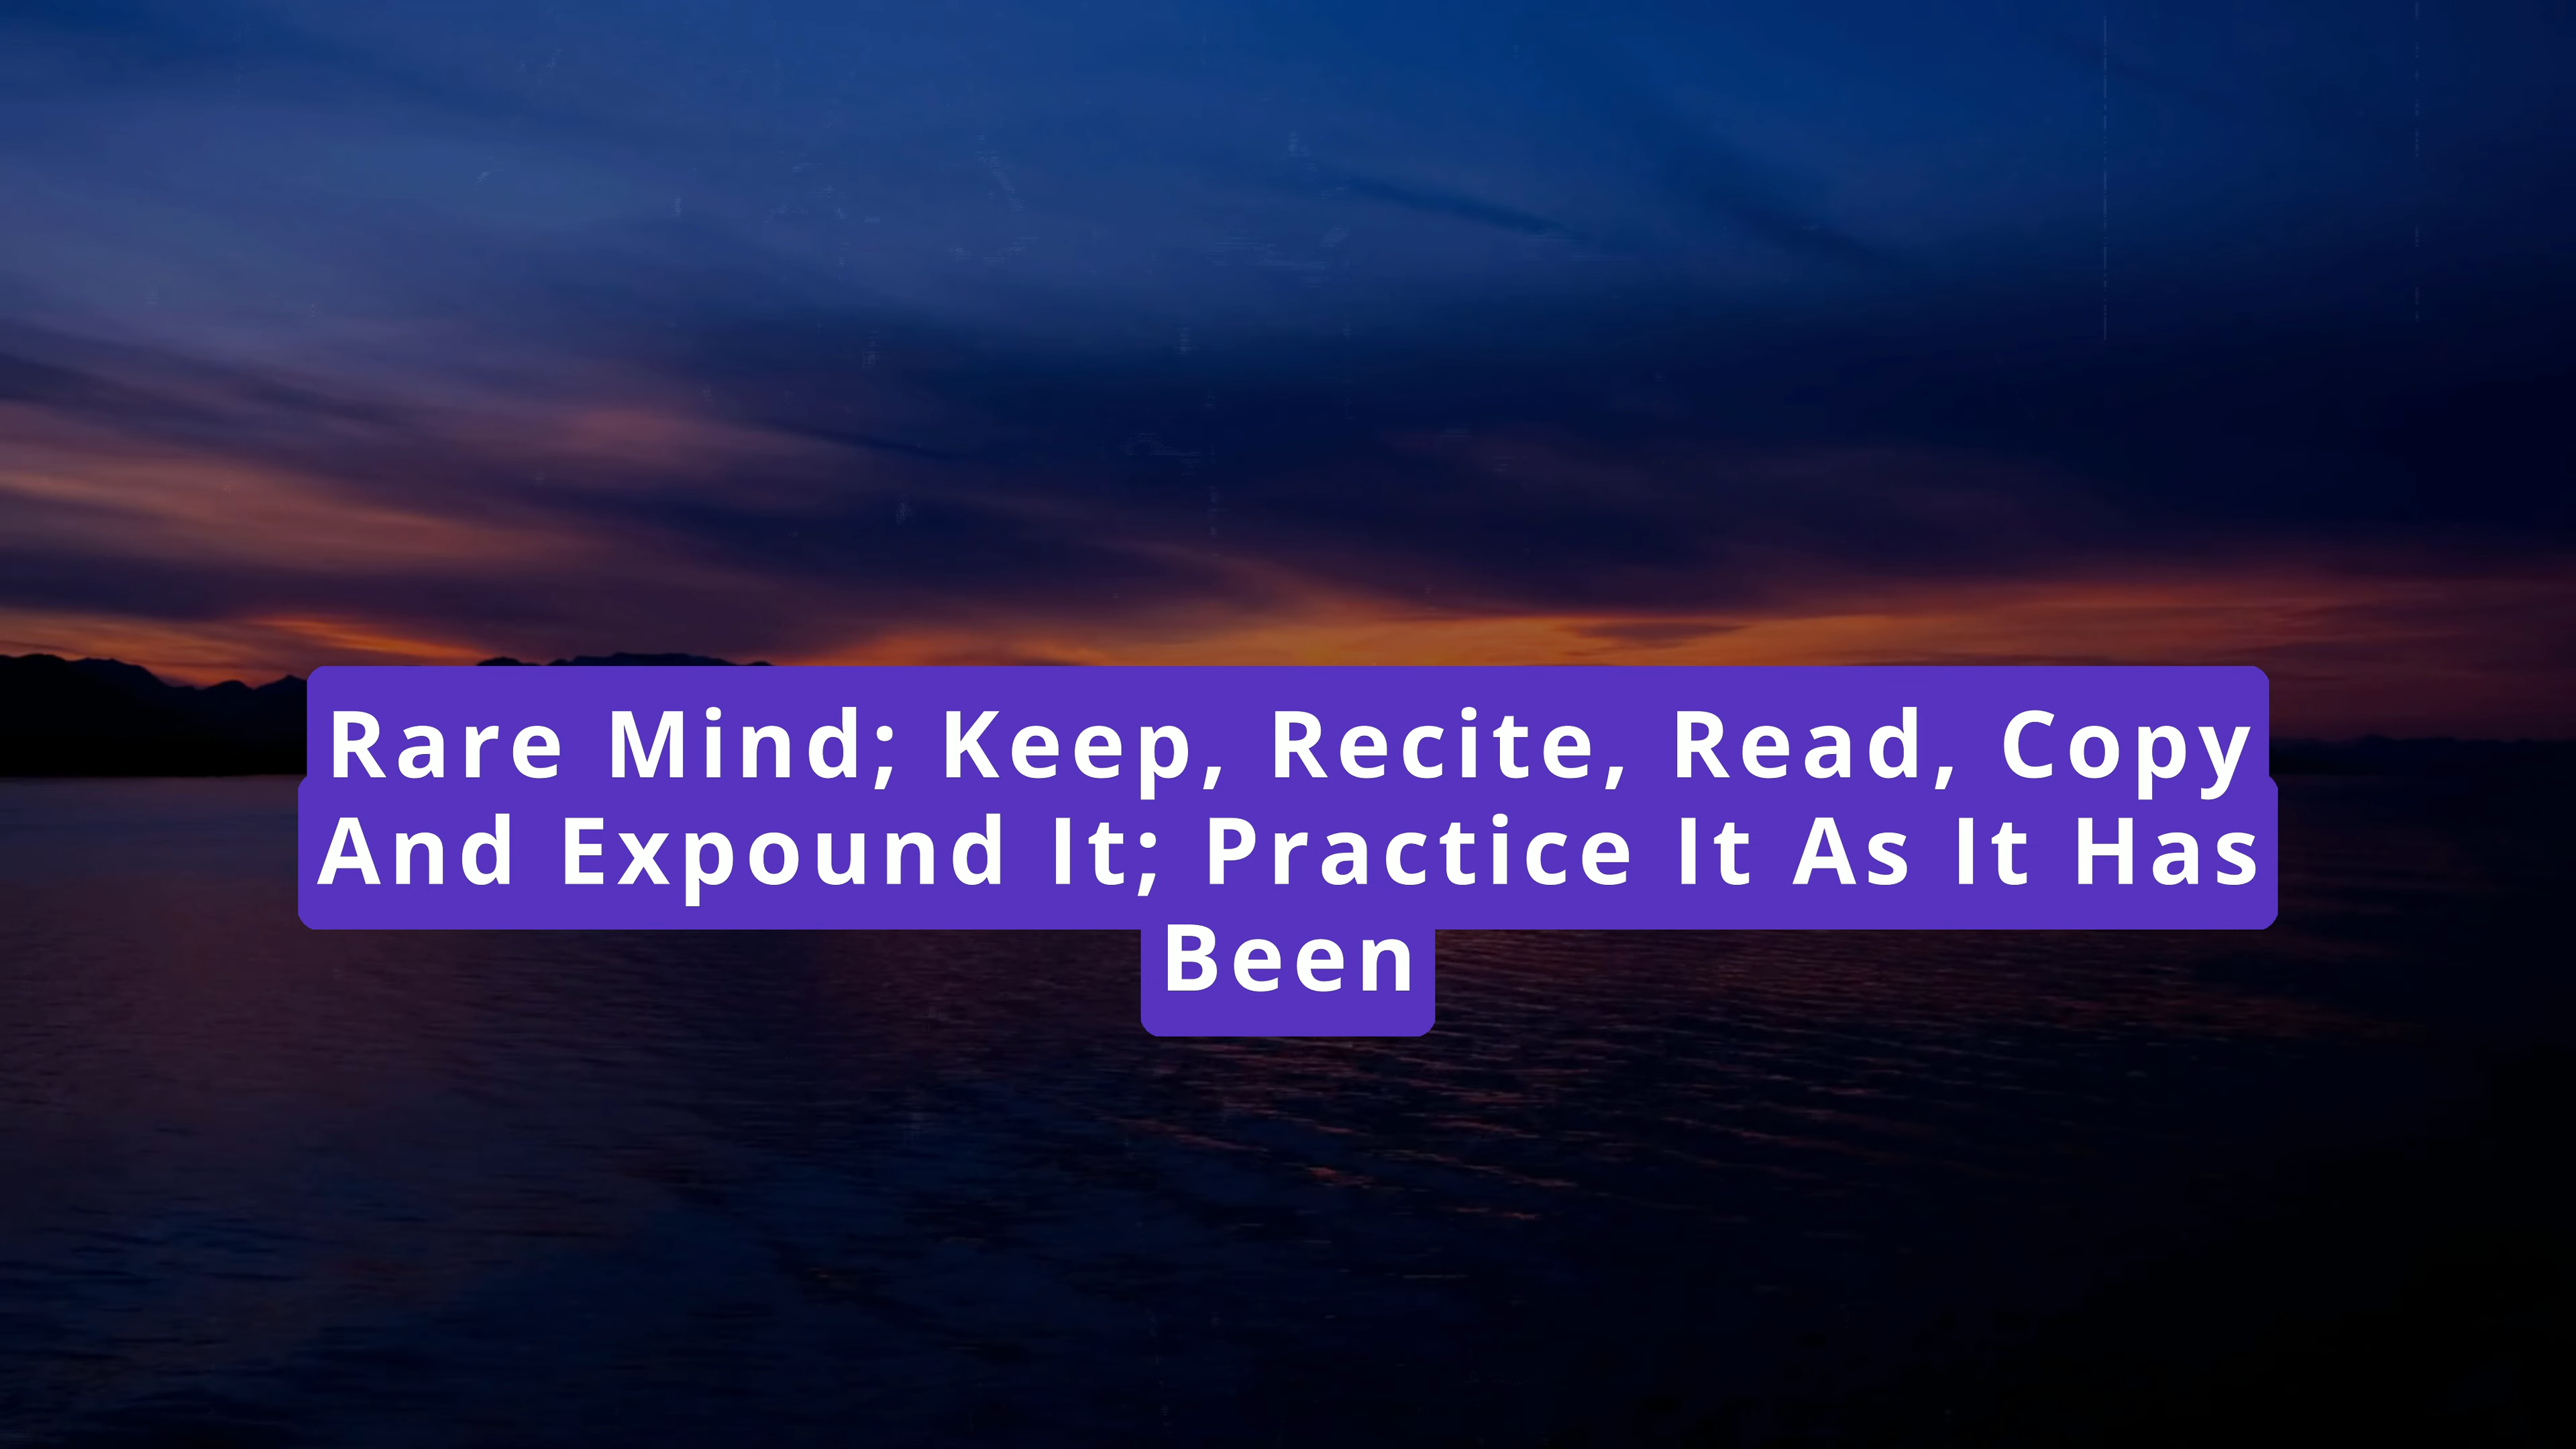 Rare Mind; Keep, Recite, Read, Copy
And Expound It; Practice It As It Has
Been